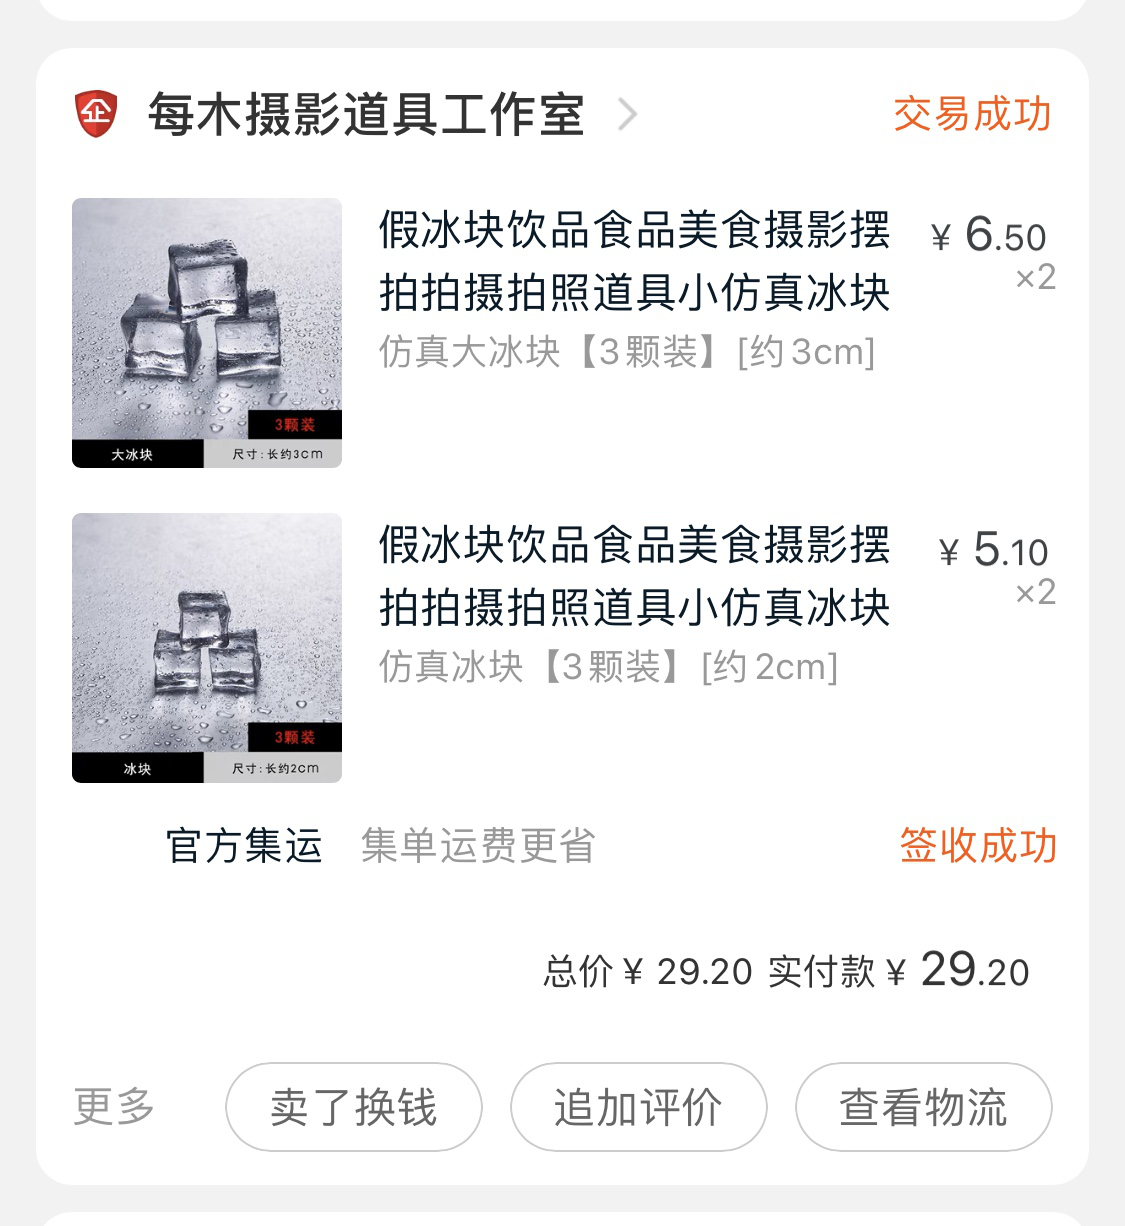 企
每木摄影道具工作室
交易成功
假冰块饮品食品美食摄影摆
¥ 6.50
拍拍摄拍照道具小仿真冰块
×2
仿真大冰块【3颗装】[约3cm]
3颗装
大冰块
尺寸:长约3cm
假冰块饮品食品美食摄影摆
¥ 5.10
拍拍摄拍照道具小仿真冰块
×2
仿真冰块【3颗装】[约2cm]
3颗装
冰块
尺寸:长约2cm
官方集运 集单运费更省
签收成功
总价¥ 29.20 实付款¥ 29.20
更多
卖了换钱
追加评价
查看物流